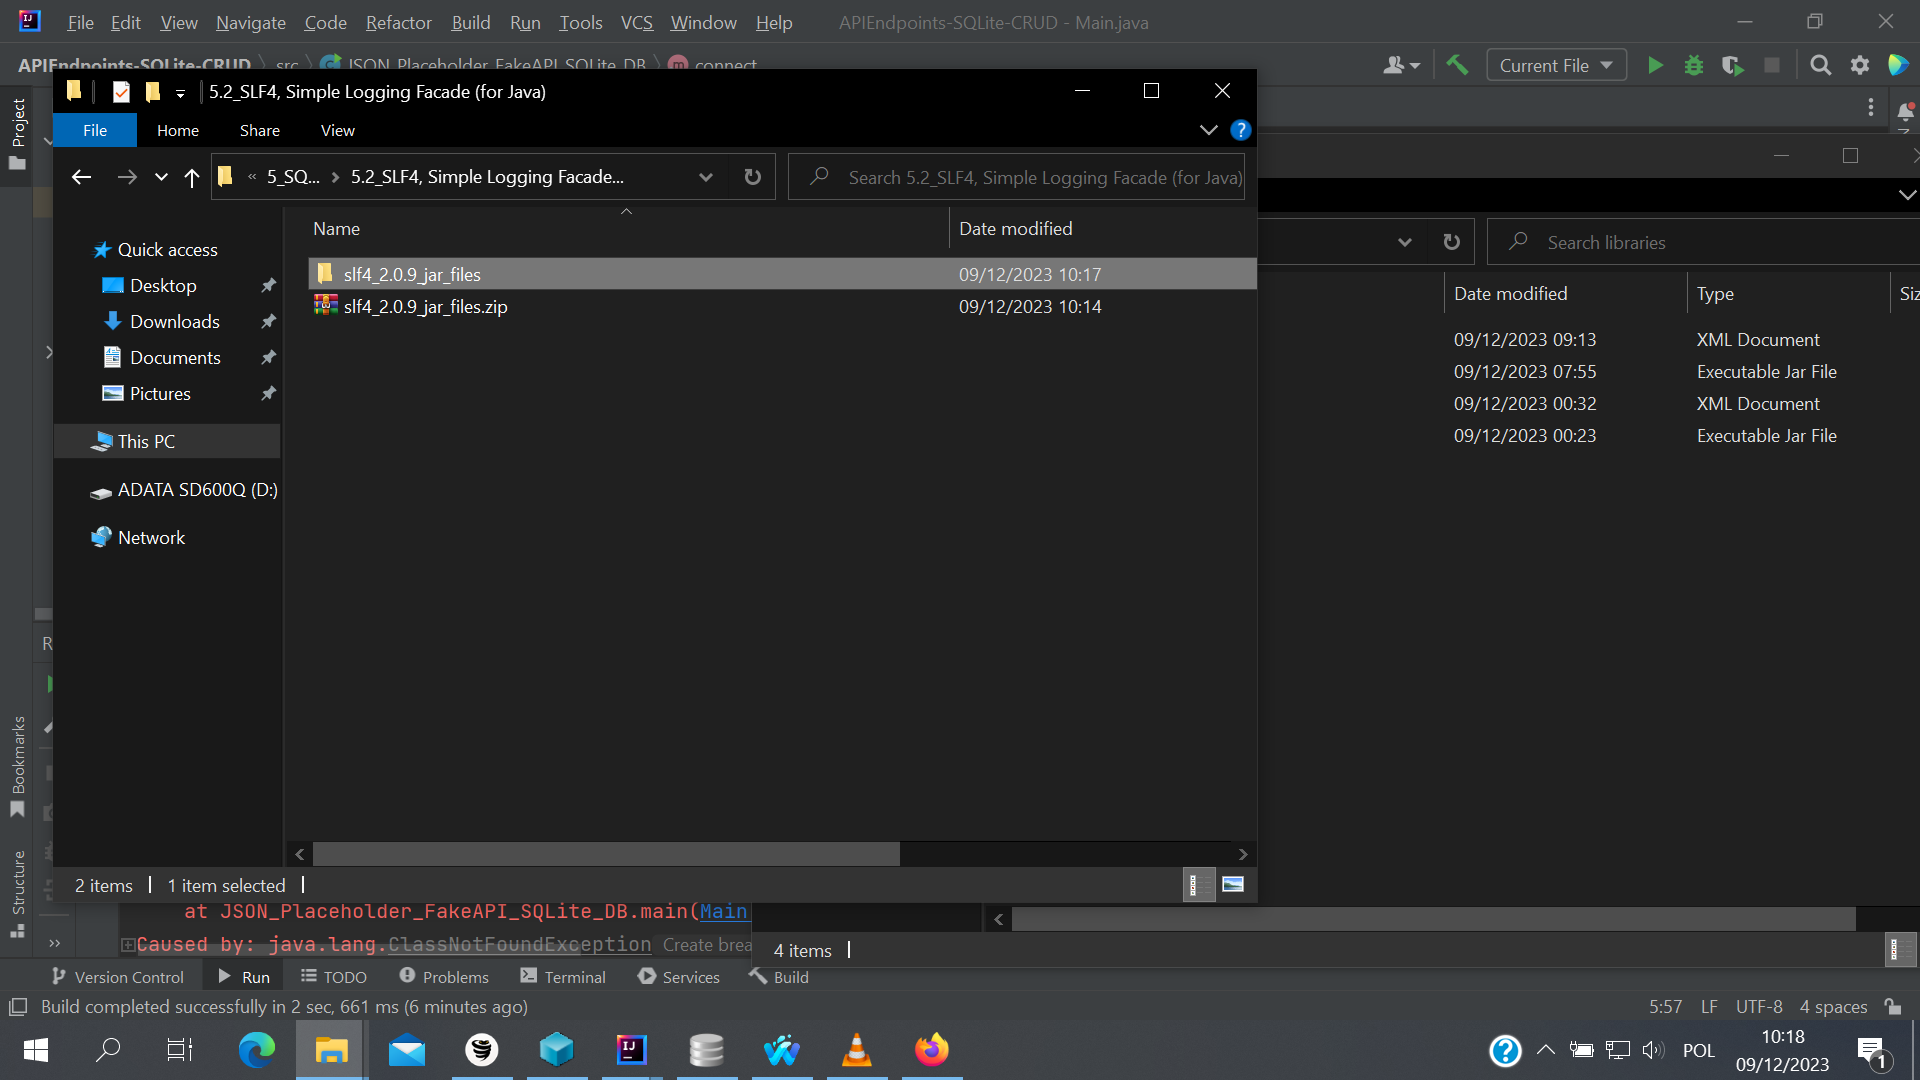 File Edit View Navigate Code Refactor Build Run Tools VCS Window Help APIEndpoints-SQLite-CRUD - Main.java
APIEndpoints-SQLite-CRUD src JSON_Placeholder_FakeAPI_SQLite_DB connect
Current File
5.2_SLF4, Simple Logging Facade (for Java)
File Home Share View
« 5_SQ... 5.2_SLF4, Simple Logging Facade...
Search 5.2_SLF4, Simple Logging Facade (for Java)
Search libraries
Name Date modified
slf4_2.0.9_jar_files 09/12/2023 10:17
slf4_2.0.9_jar_files.zip 09/12/2023 10:14
Quick access
Desktop
Downloads
Documents
Pictures
This PC
ADATA SD600Q (D:)
Network
2 items 1 item selected
Date modified Type Siz
09/12/2023 09:13 XML Document
09/12/2023 07:55 Executable Jar File
09/12/2023 00:32 XML Document
09/12/2023 00:23 Executable Jar File
4 items
Project
Bookmarks
Structure
R
at JSON_Placeholder_FakeAPI_SQLite_DB.main(Main
Caused by: java.lang.ClassNotFoundException Create brea
Version Control Run TODO Problems Terminal Services Build
Build completed successfully in 2 sec, 661 ms (6 minutes ago) 5:57 LF UTF-8 4 spaces
POL
10:18
09/12/2023
1